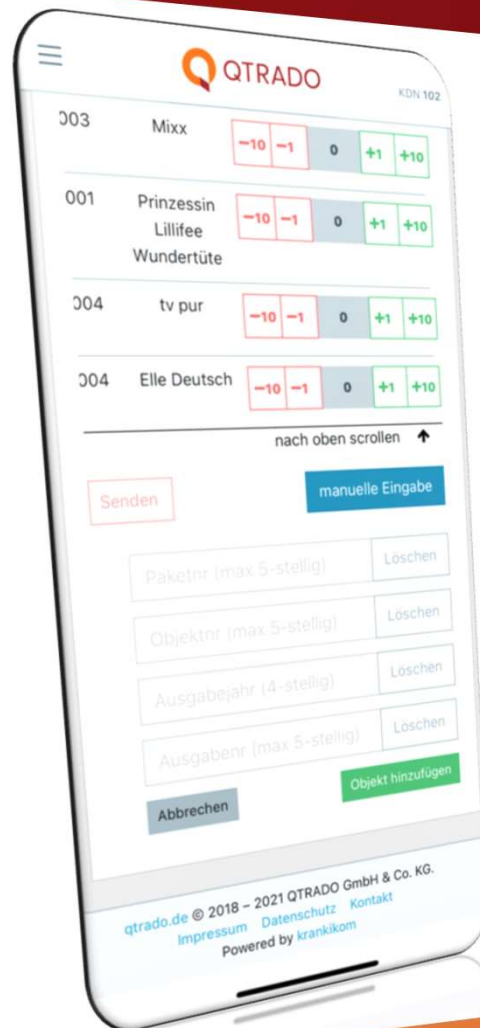 QTRADO
KDN 102
003 Mixx −10 −1 0 +1 +10
001 Prinzessin Lillifee Wundertüte −10 −1 0 +1 +10
004 tv pur −10 −1 0 +1 +10
004 Elle Deutsch −10 −1 0 +1 +10
nach oben scrollen ↑
Senden manuelle Eingabe
Paketnr (max 5-stellig) Löschen
Objektnr (max 5-stellig) Löschen
Ausgabejahr (4-stellig) Löschen
Ausgabenr (max 5-stellig) Löschen
Abbrechen Objekt hinzufügen
qtrado.de © 2018 – 2021 QTRADO GmbH & Co. KG.
Impressum Datenschutz Kontakt
Powered by krankikom